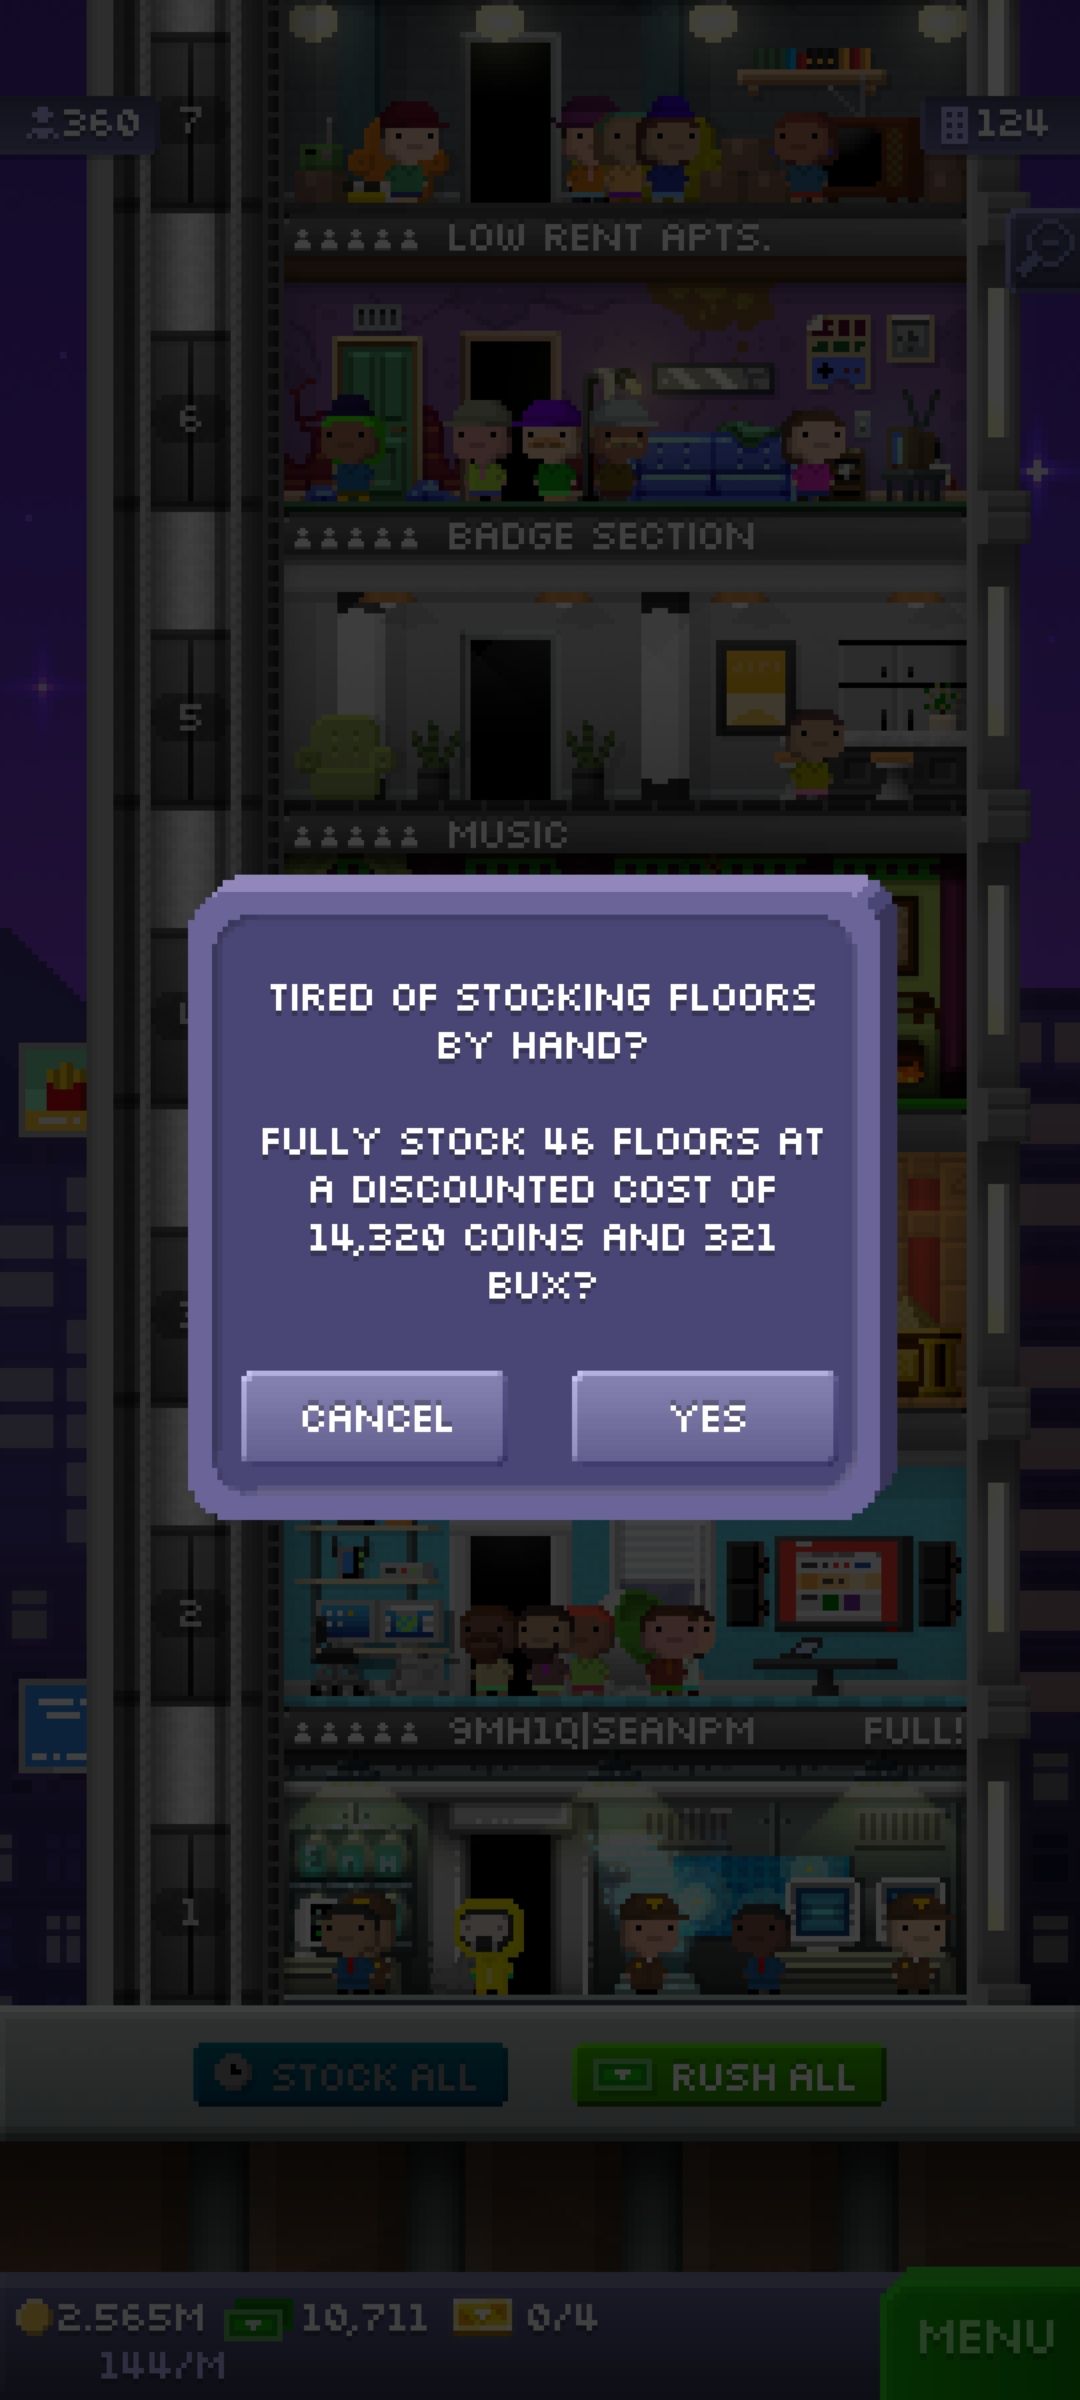 7
360
124
LOW RENT APTS.
6
BADGE SECTION
5
MUSIC
TIRED OF STOCKING FLOORS
BY HAND?
FULLY STOCK 46 FLOORS AT
A DISCOUNTED COST OF
14,320 COINS AND 321
BUX?
CANCEL
YES
2
9MH1Q|SEANPM
FULL!
1
STOCK ALL
RUSH ALL
2.565M
10,711
0/4
144/M
MENU